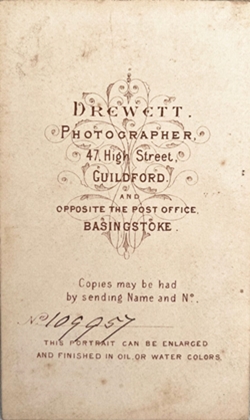 DREWETT.
PHOTOGRAPHER,
47, High Street,
GUILDFORD.
AND
OPPOSITE THE POST OFFICE,
BASINGSTOKE.
Copies may be had
by sending Name and No.
No 109957
THIS PORTRAIT CAN BE ENLARGED
AND FINISHED IN OIL OR WATER COLORS